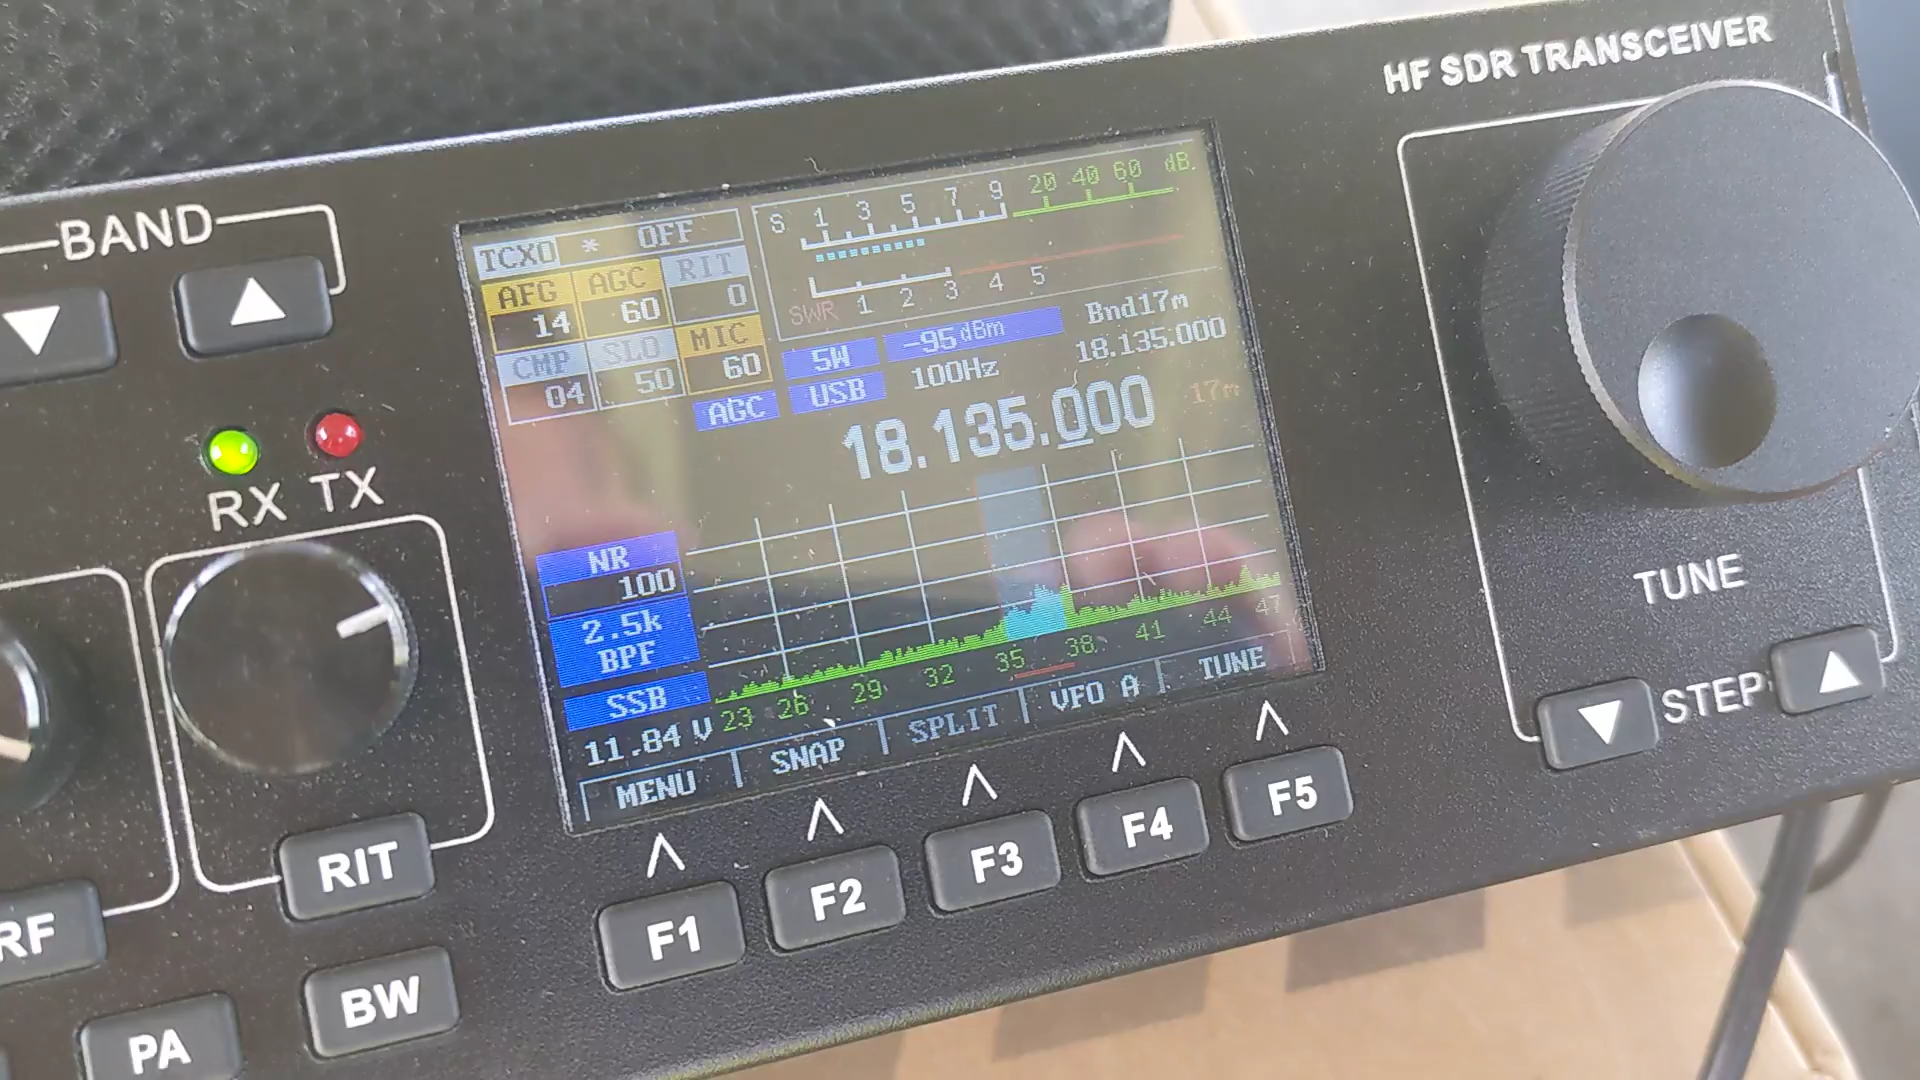 HF SDR TRANSCEIVER
BAND
RX TX
TCXO * OFF
AFG AGC RIT
14 60 0
CMP SLO MIC
04 50 60
S 1 3 5 7 9 20 40 60 dB
SWR 1 2 3 4 5
5W -95dBm Bnd17m
AGC USB 100Hz 18.135.000
18.135.000 17m
NR
100
2.5k
BPF
SSB
11.84 V 23 26 29 32 35 38 41 44 47
MENU SNAP SPLIT VFO A TUNE
TUNE
STEP
F1 F2 F3 F4 F5
RIT
RF
BW
PA